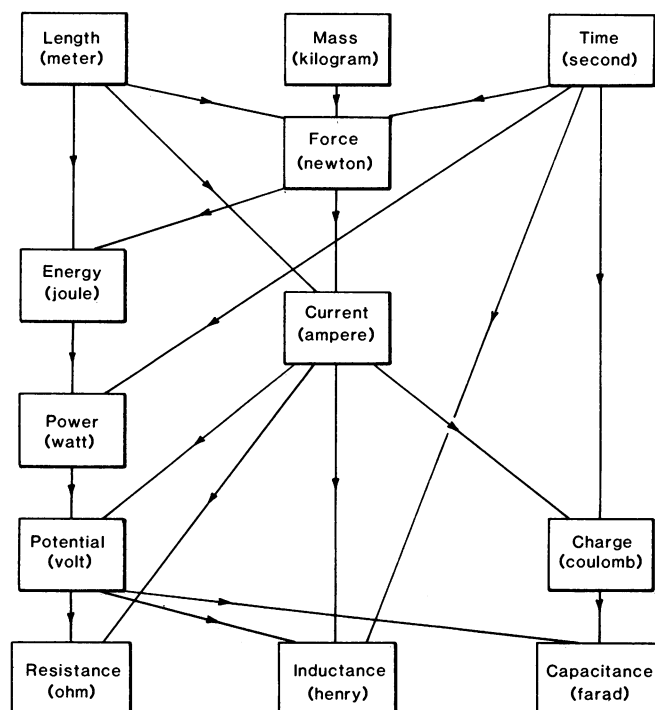 Length
(meter)
Mass
(kilogram)
Time
(second)
Force
(newton)
Energy
(joule)
Current
(ampere)
Power
(watt)
Potential
(volt)
Charge
(coulomb)
Resistance
(ohm)
Inductance
(henry)
Capacitance
(farad)